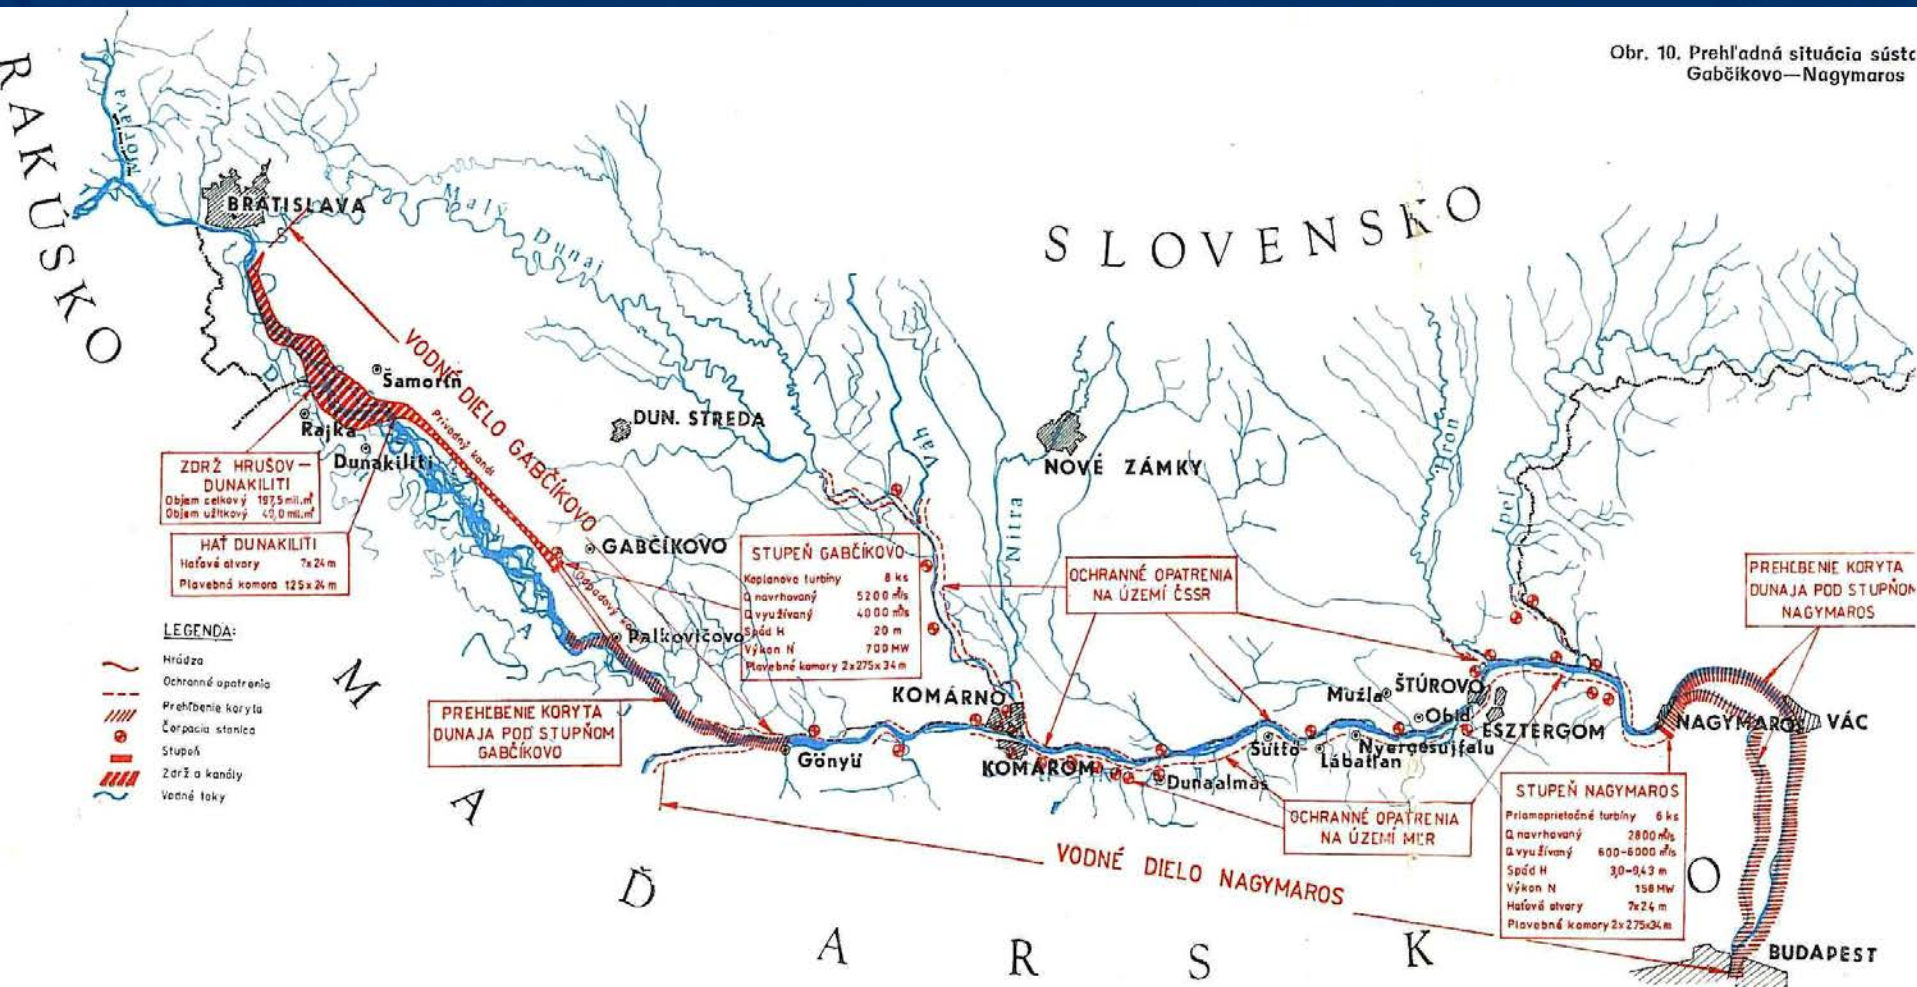 Obr. 10. Prehľadná situácia
Gabčíkovo—Nagymaros
RAKÚSKO
SLOVENSKO
MAĎARSKO
Morava
BRATISLAVA
Malý Dunaj
VODNÉ DIELO GABČÍKOVO
Šamorín
Rajka
Dunakiliti
Prívodný kanál
DUN. STREDA
Váh
NOVÉ ZÁMKY
Nitra
Hron
Ipeľ
ZDRŽ HRUŠOV —
DUNAKILITI
Objem celkový 197,5 mil.m³
Objem užitkový 49,0 mil.m³
HAŤ DUNAKILITI
Haťové otvory 7x24 m
Plavebná komora 125x24 m
GABČÍKOVO
Odpadový
Palkovičovo
STUPEŇ GABČÍKOVO
Kaplanove turbíny 8 ks
Q navrhovaný 5200 m³/s
Q využívaný 4000 m³/s
Spád H 20 m
Výkon N 700 MW
Plavebné komory 2x275x34 m
OCHRANNÉ OPATRENIA
NA ÚZEMÍ ČSSR
PREHĹBENIE KORYTA
DUNAJA POD STUPŇOM
NAGYMAROS
LEGENDA:
Hrádza
Ochranné opatrenia
Prehĺbenie koryta
Čerpacia stanica
Stupeň
Zdrž a kanály
Vodné toky
PREHĹBENIE KORYTA
DUNAJA POD STUPŇOM
GABČÍKOVO
KOMÁRNO
KOMÁROM
Gönyü
Dunaalmás
Süttő
Lábatlan
Nyergesújfalu
Mužla
Obid
ŠTÚROVO
ESZTERGOM
NAGYMAROS
VÁC
OCHRANNÉ OPATRENIA
NA ÚZEMÍ MĽR
VODNÉ DIELO NAGYMAROS
STUPEŇ NAGYMAROS
Priamoprietočné turbíny 6 ks
Q navrhovaný 2800 m³/s
Q využívaný 600-6000 m³/s
Spád H 3,0-9,43 m
Výkon N 158 MW
Haťové otvory 7x24 m
Plavebné komory 2x275x34 m
BUDAPEST